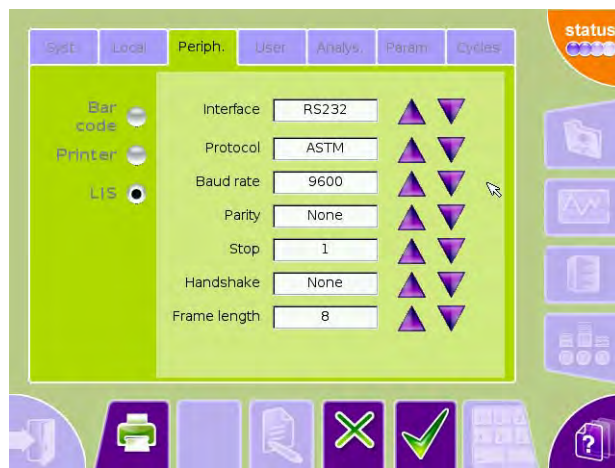 status
Syst.
Local
Periph.
User
Analys.
Param.
Cycles
Bar code
Printer
LIS
Interface RS232
Protocol ASTM
Baud rate 9600
Parity None
Stop 1
Handshake None
Frame length 8
?